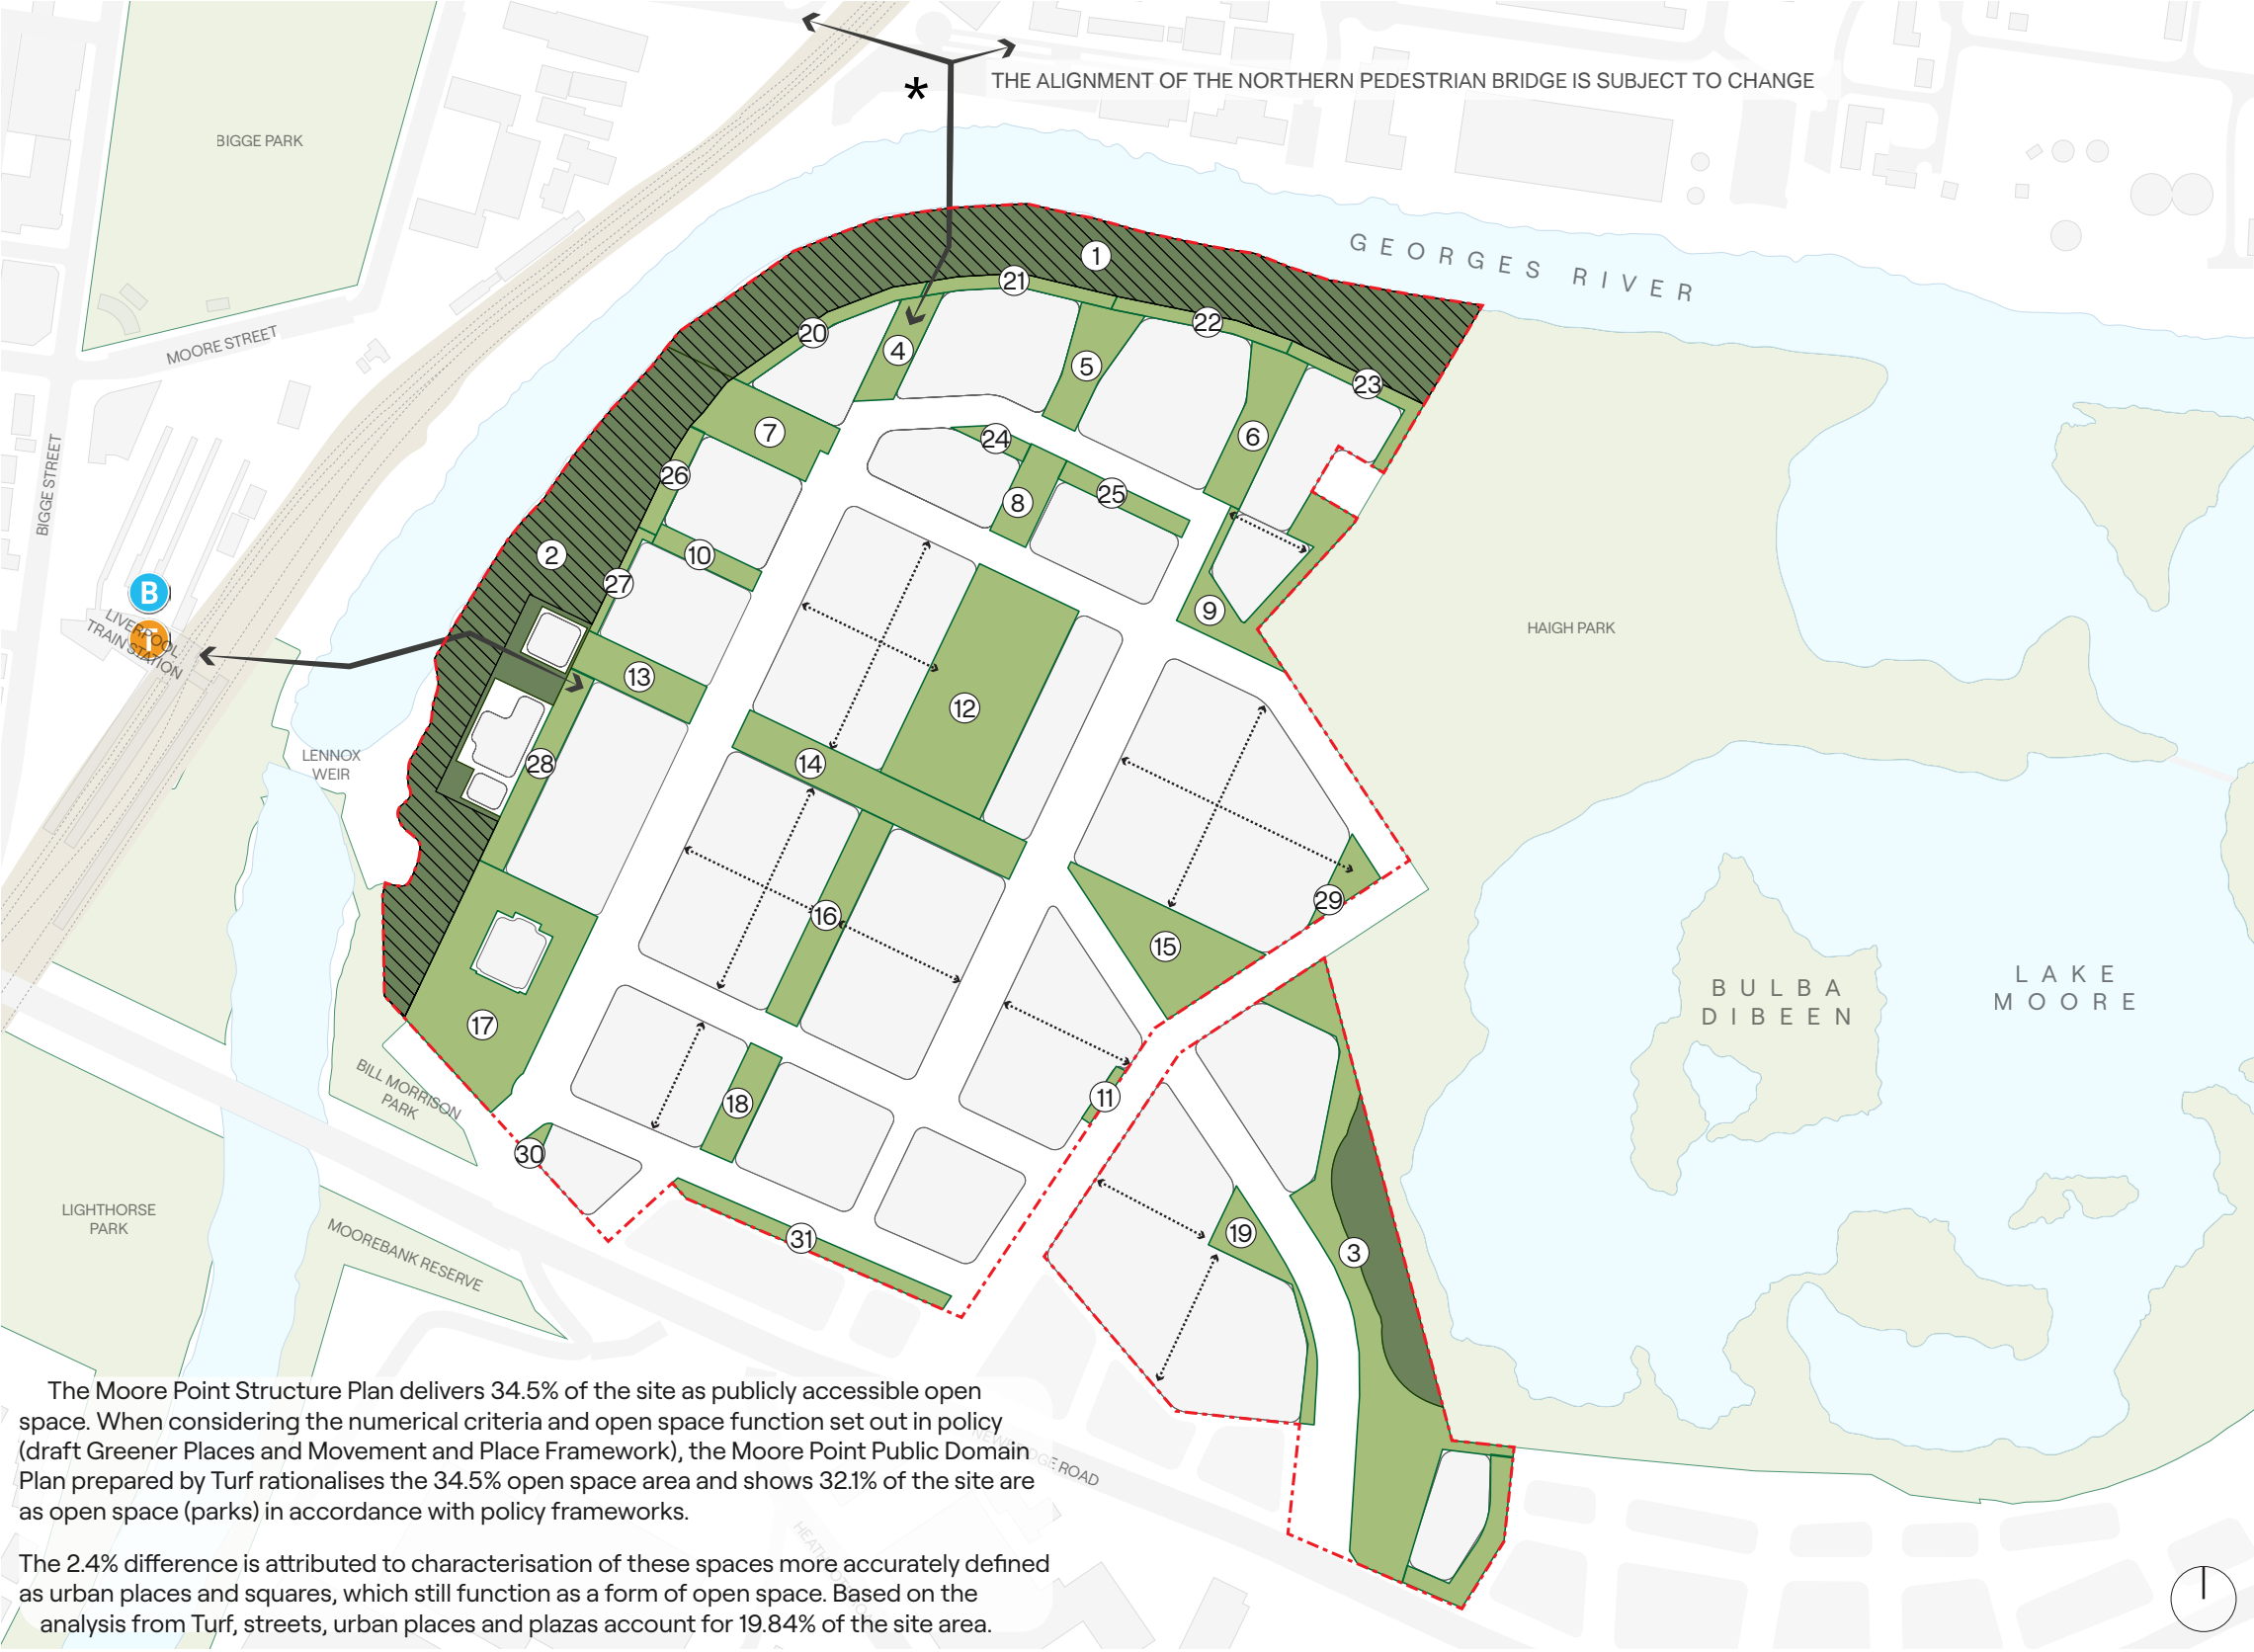 THE ALIGNMENT OF THE NORTHERN PEDESTRIAN BRIDGE IS SUBJECT TO CHANGE
*
BIGGE PARK
GEORGES RIVER
MOORE STREET
BIGGE STREET
1
21
22
20
4
5
23
7
24
6
26
8
25
2
10
27
B
T
LIVERPOOL
TRAIN STATION
9
HAIGH PARK
13
12
LENNOX
WEIR
28
14
16
29
15
17
BULBA
DIBEEN
LAKE
MOORE
BILL MORRISON
PARK
18
11
30
LIGHTHORSE
PARK
MOOREBANK RESERVE
31
19
3
The Moore Point Structure Plan delivers 34.5% of the site as publicly accessible open
space. When considering the numerical criteria and open space function set out in policy
(draft Greener Places and Movement and Place Framework), the Moore Point Public Domain
Plan prepared by Turf rationalises the 34.5% open space area and shows 32.1% of the site are
as open space (parks) in accordance with policy frameworks.
ROAD
The 2.4% difference is attributed to characterisation of these spaces more accurately defined
as urban places and squares, which still function as a form of open space. Based on the
analysis from Turf, streets, urban places and plazas account for 19.84% of the site area.